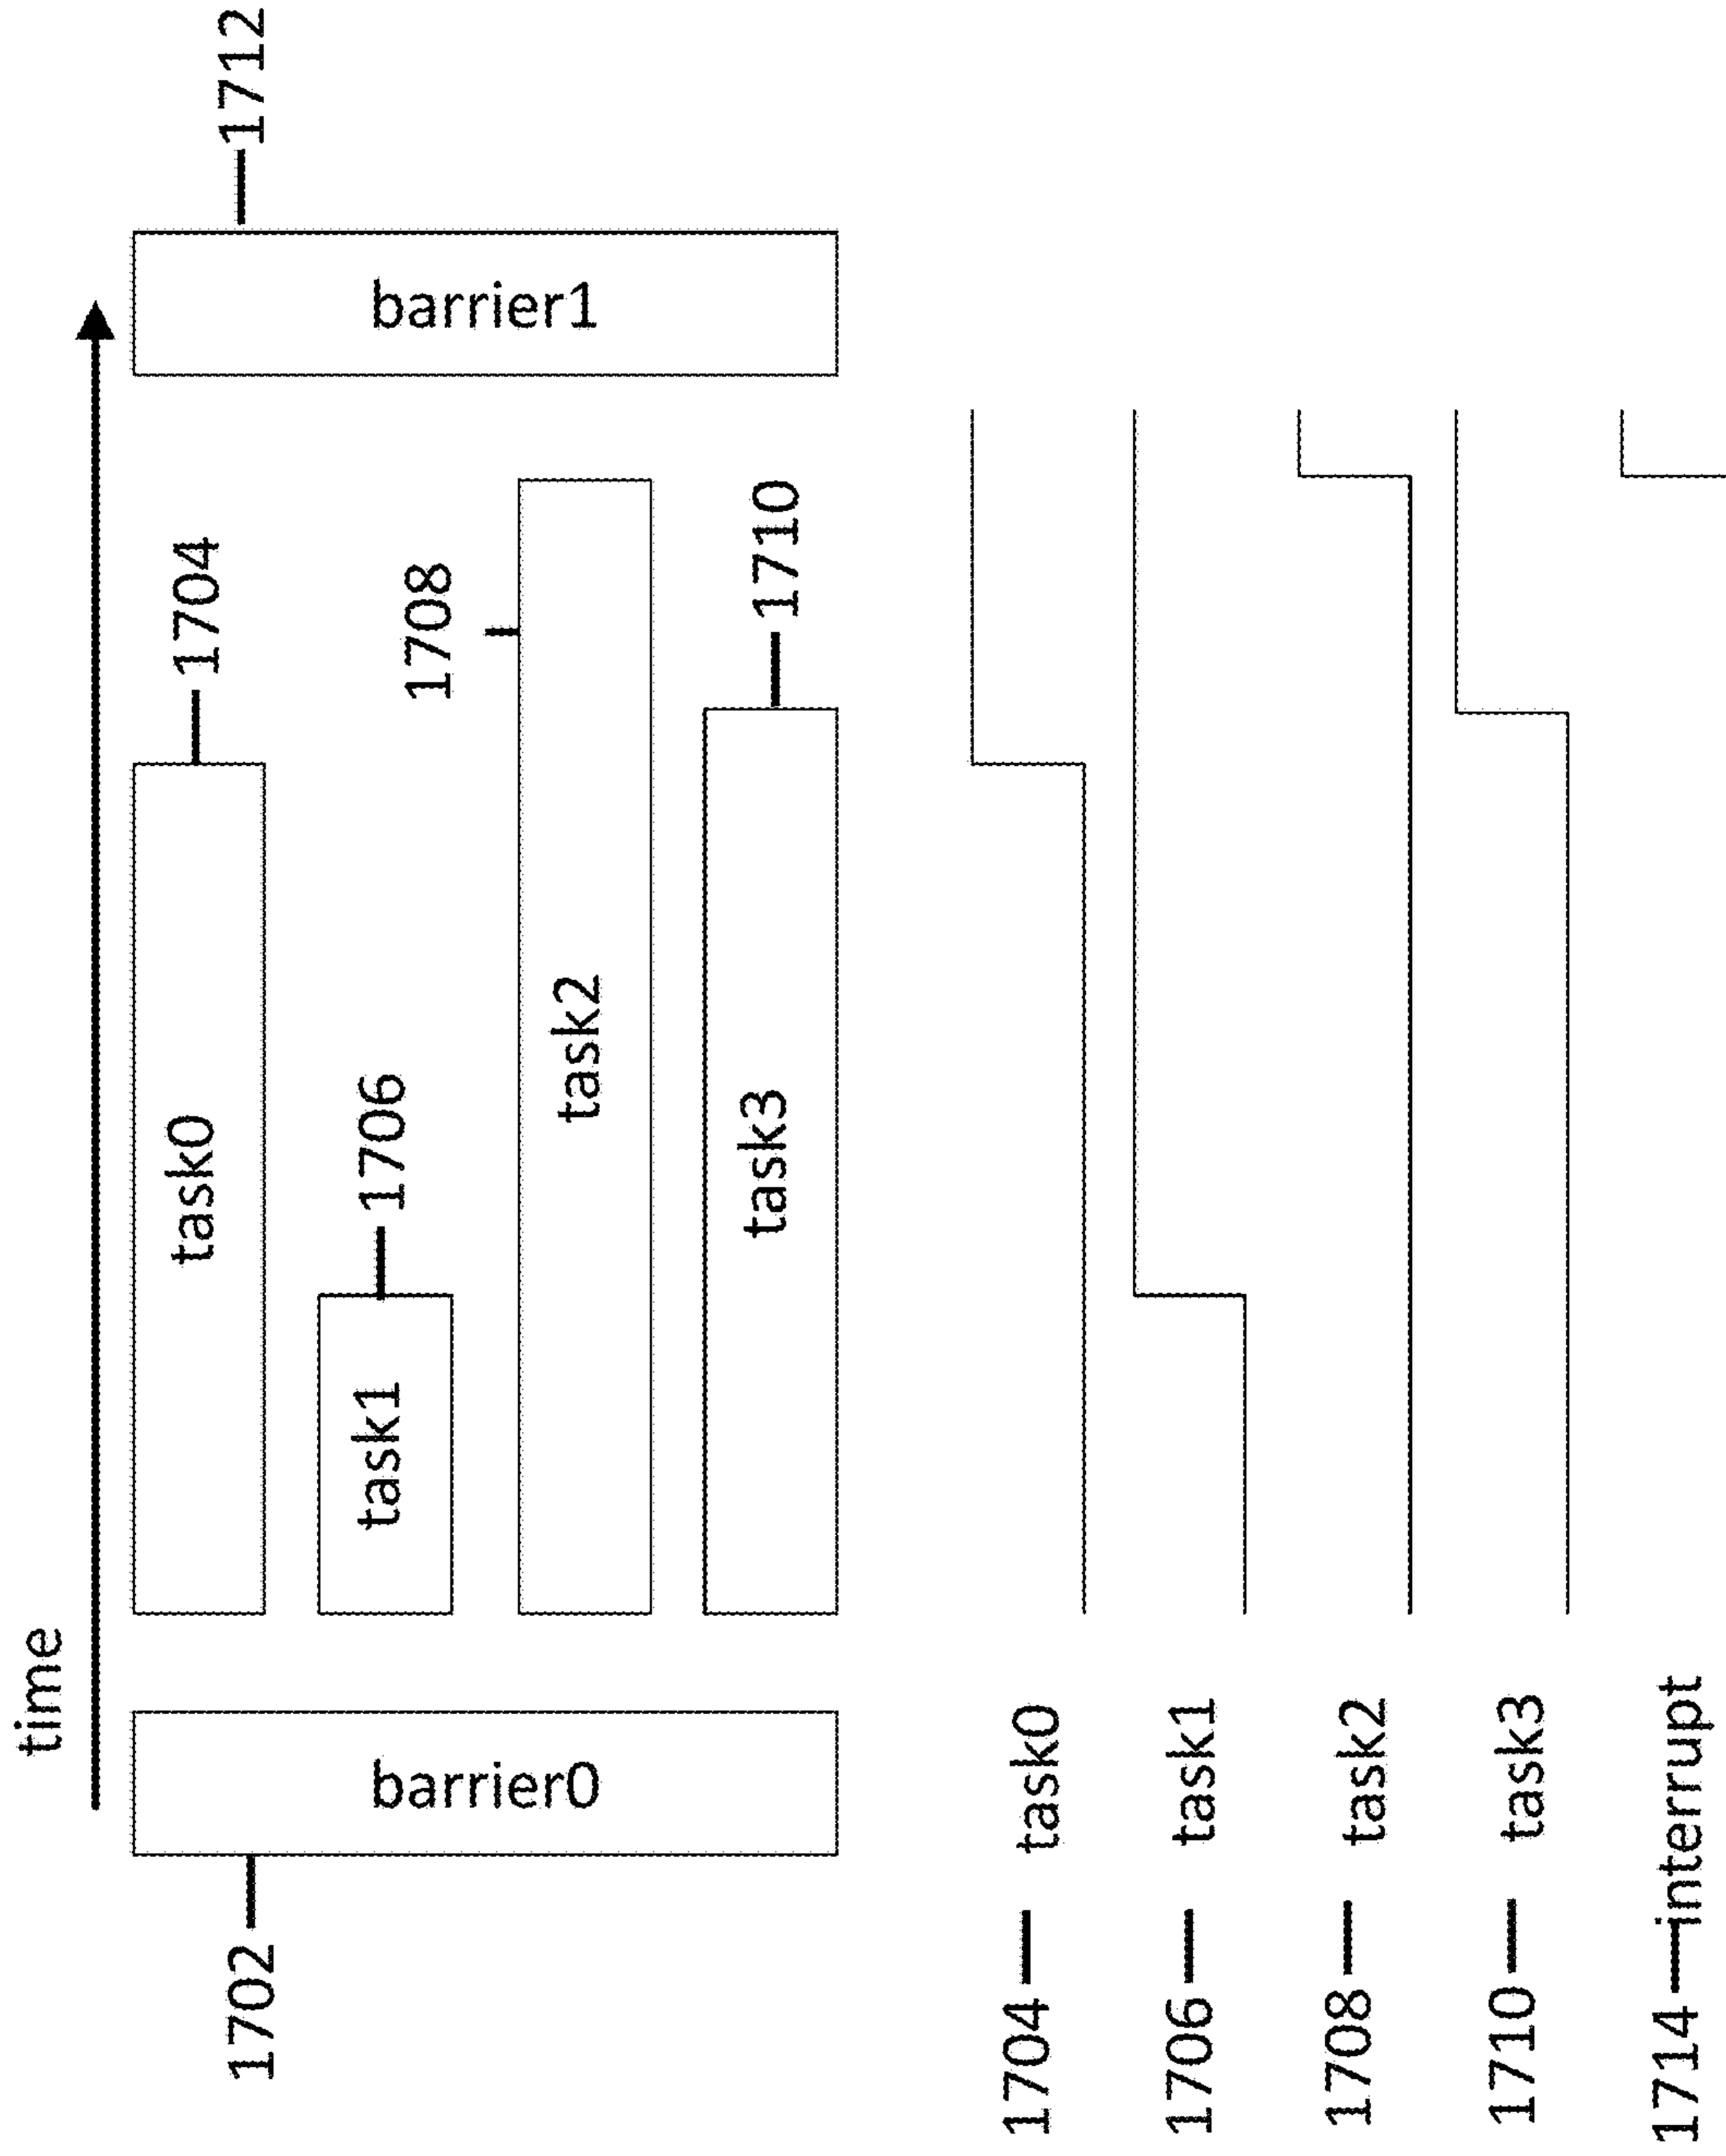 time
1702
barrier0
task0
1704
task1
1706
task2
1708
task3
1710
barrier1
1712
1704 task0
1706 task1
1708 task2
1710 task3
1714 interrupt